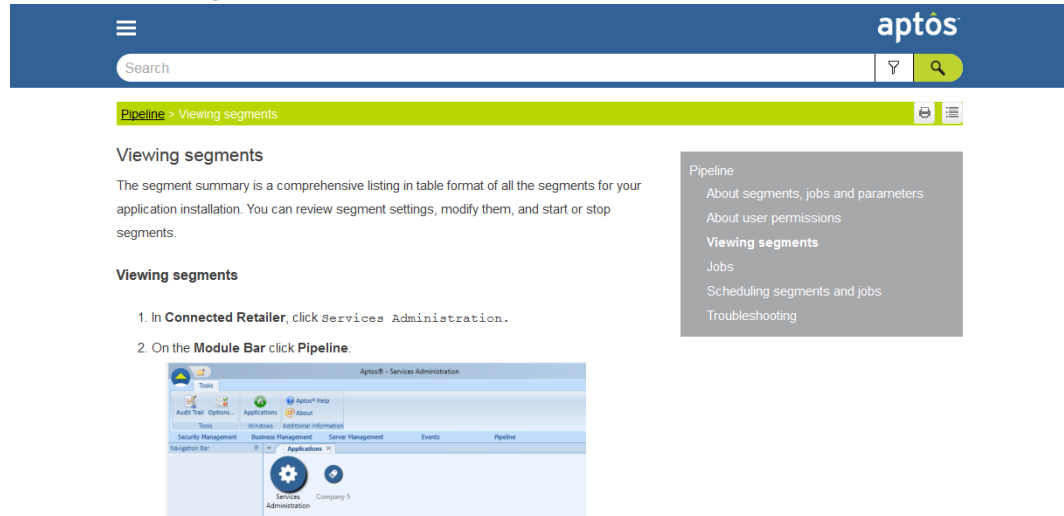 aptos
Search
Pipeline > Viewing segments
Viewing segments
The segment summary is a comprehensive listing in table format of all the segments for your
application installation. You can review segment settings, modify them, and start or stop
segments.
Viewing segments
1. In Connected Retailer, click Services Administration.
2. On the Module Bar click Pipeline.
Aptos® - Services Administration
Tools
Audit Trail Options... Applications Aptos® Help
About
Tools Windows Additional Information
Security Management Business Management Server Management Events Pipeline
Navigation Bar Applications
Services
Administration
Company 5
Pipeline
About segments, jobs and parameters
About user permissions
Viewing segments
Jobs
Scheduling segments and jobs
Troubleshooting